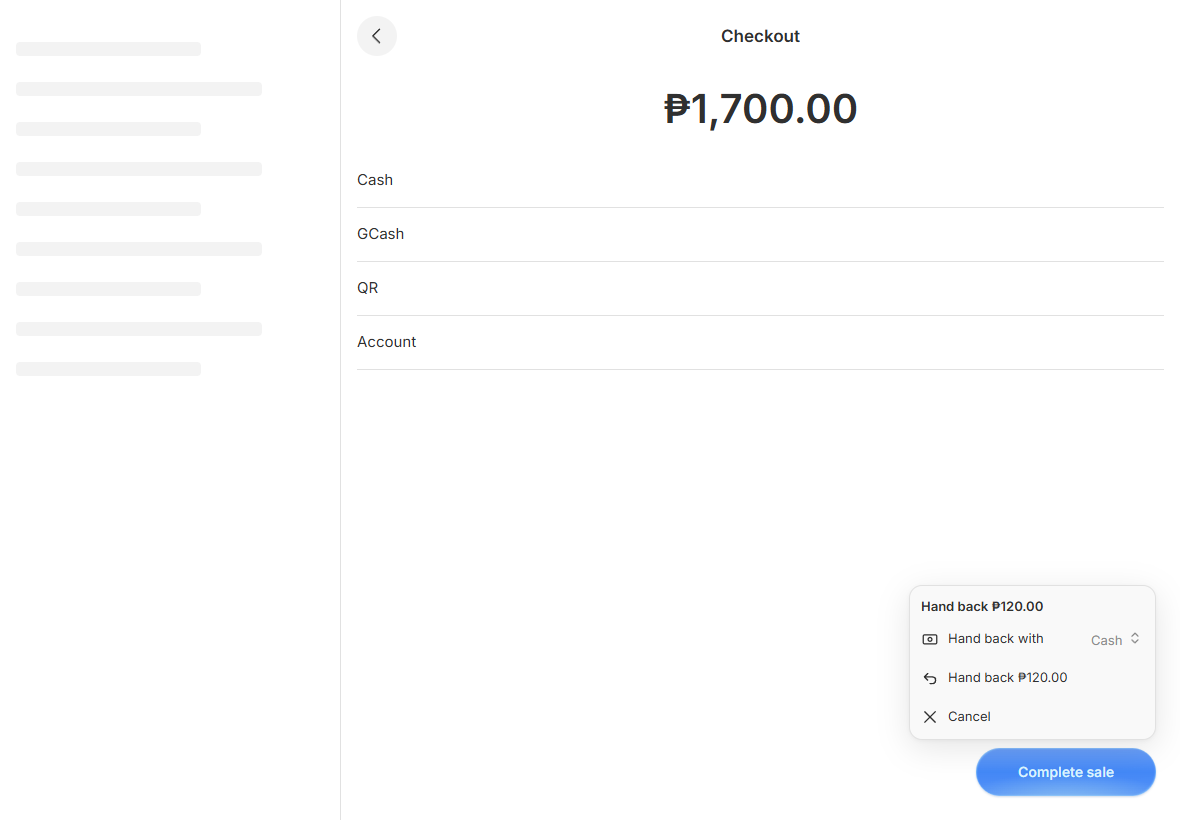 Checkout
₱1,700.00
Cash
GCash
QR
Account
Hand back ₱120.00
Hand back with Cash
Hand back ₱120.00
Cancel
Complete sale